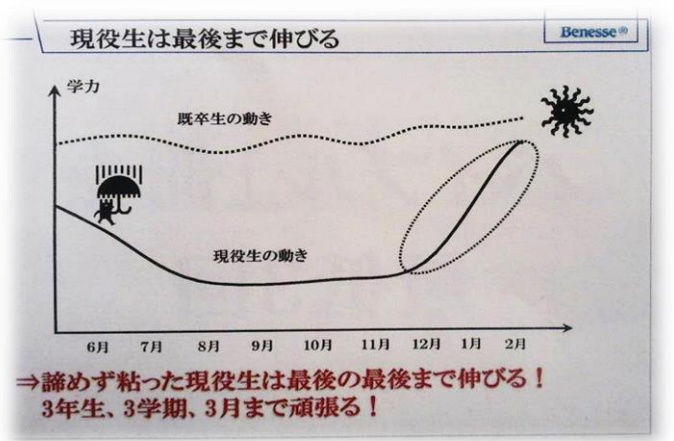 現役生は最後まで伸びる
Benesse®
学力
既卒生の動き
現役生の動き
6月 7月 8月 9月 10月 11月 12月 1月 2月
⇒諦めず粘った現役生は最後の最後まで伸びる!
3年生、3学期、3月まで頑張る!